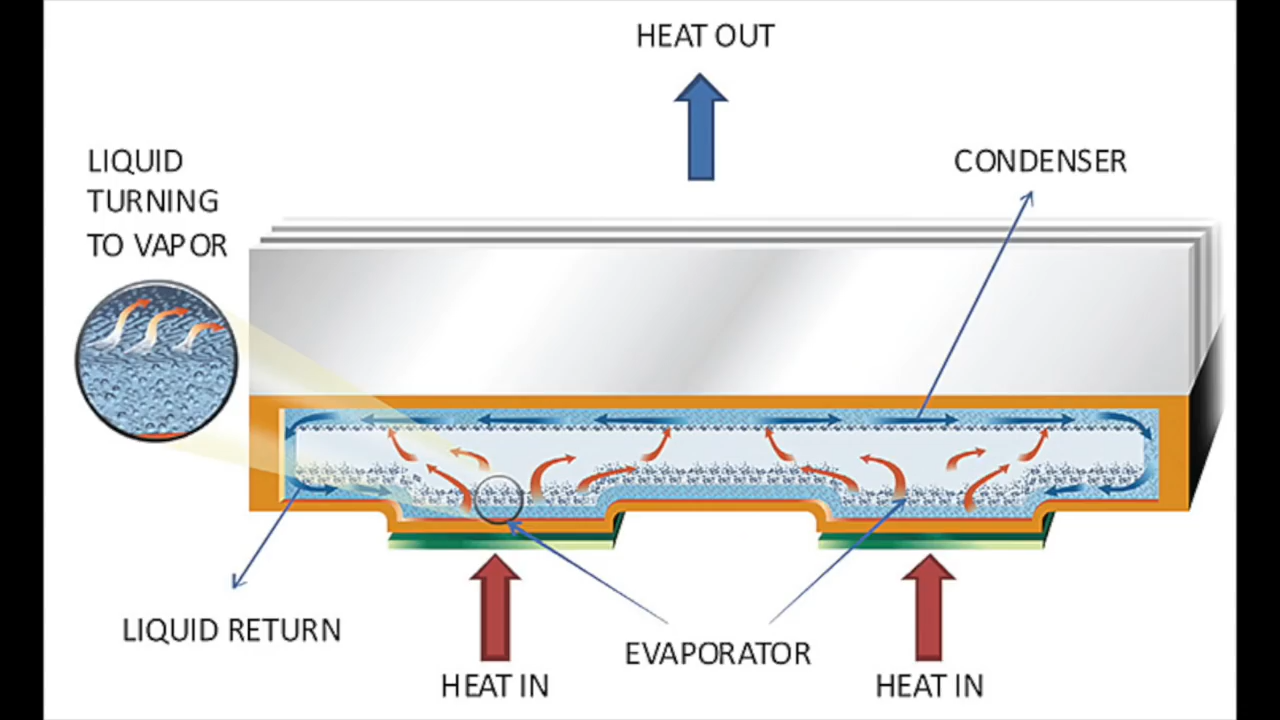 HEAT OUT
LIQUID
TURNING
TO VAPOR
CONDENSER
LIQUID RETURN
EVAPORATOR
HEAT IN
HEAT IN